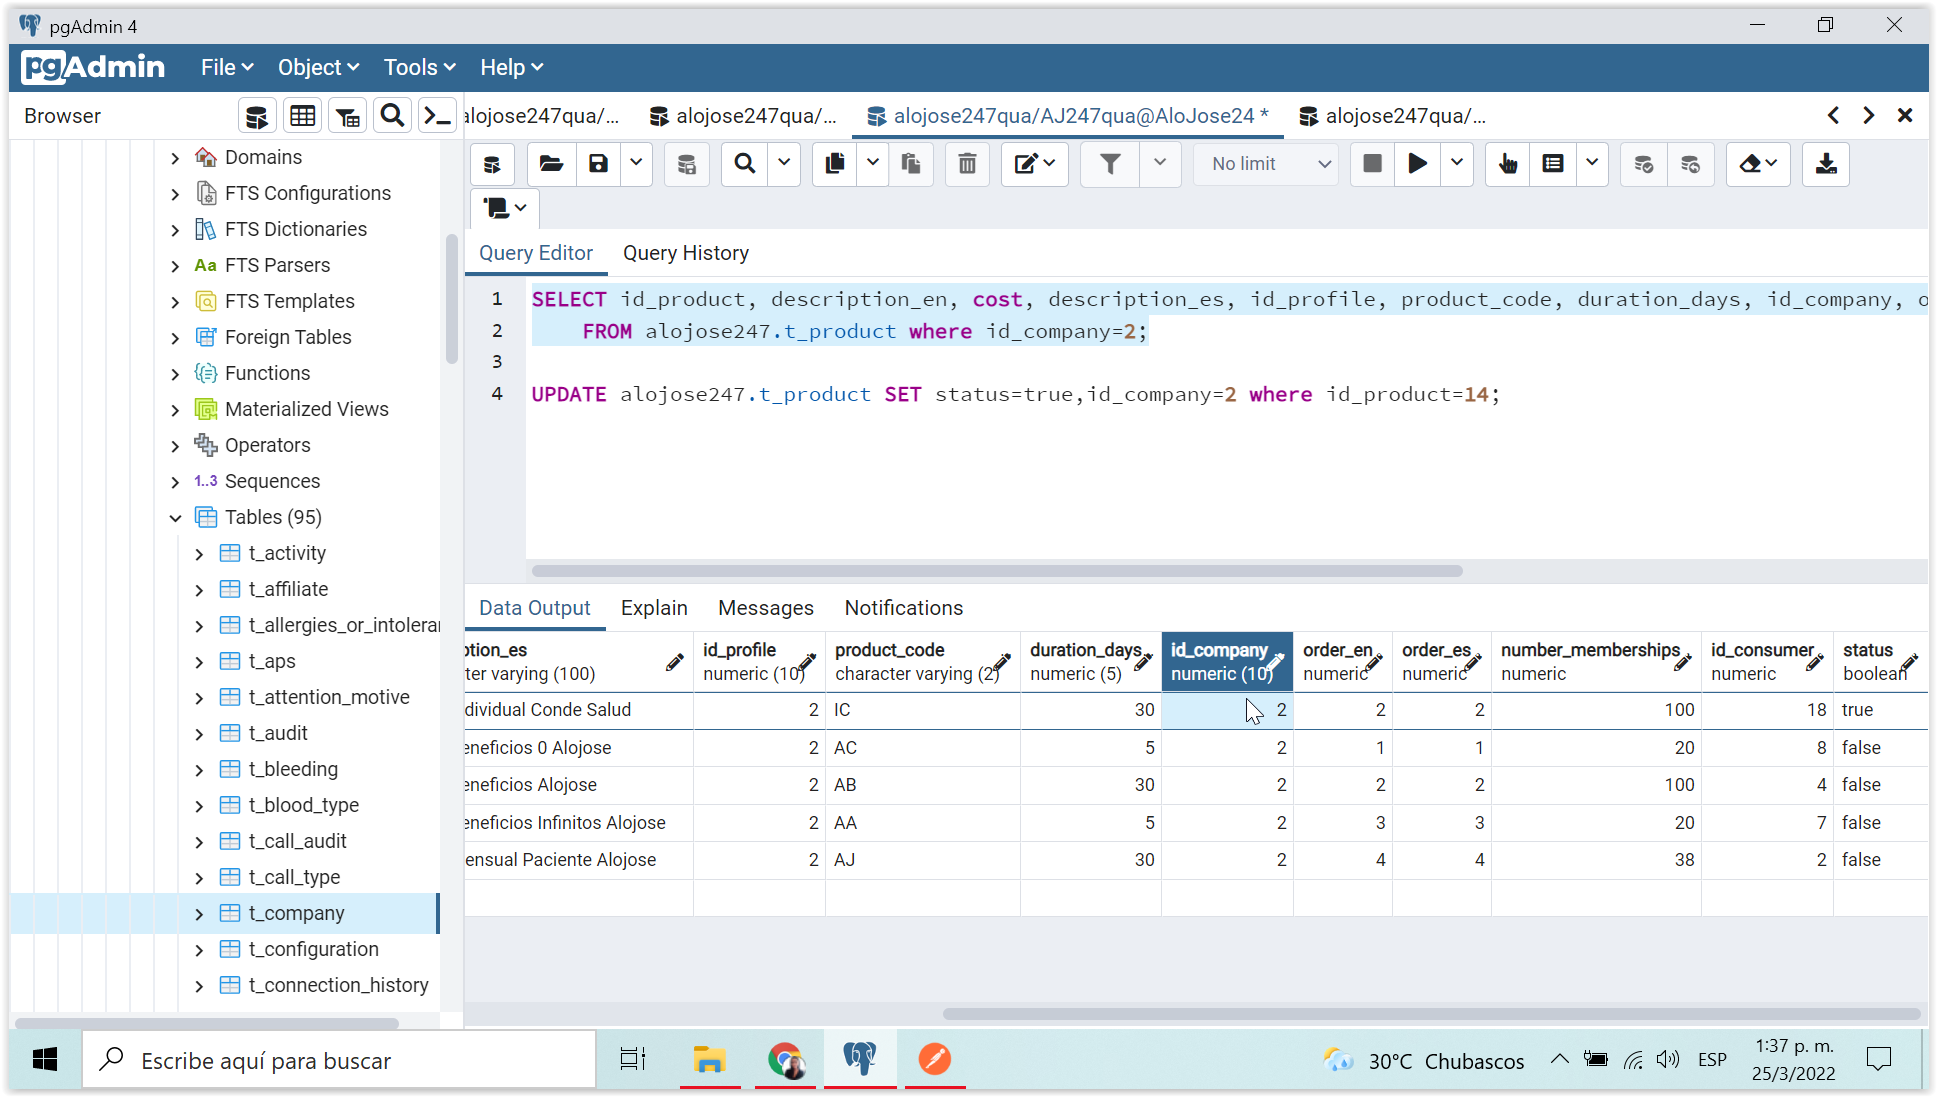 pgAdmin 4
pgAdmin File Object Tools Help
Browser
alojose247qua/... alojose247qua/... alojose247qua/AJ247qua@AloJose24 * alojose247qua/...
No limit
Query Editor Query History
1 SELECT id_product, description_en, cost, description_es, id_profile, product_code, duration_days, id_company, o
2 FROM alojose247.t_product where id_company=2;
3
4 UPDATE alojose247.t_product SET status=true,id_company=2 where id_product=14;
Domains
FTS Configurations
FTS Dictionaries
Aa FTS Parsers
FTS Templates
Foreign Tables
Functions
Materialized Views
Operators
1..3 Sequences
Tables (95)
t_activity
t_affiliate
t_allergies_or_intolerar
t_aps
t_attention_motive
t_audit
t_bleeding
t_blood_type
t_call_audit
t_call_type
t_company
t_configuration
t_connection_history
Data Output Explain Messages Notifications
ption_es id_profile product_code duration_days id_company order_en order_es number_memberships id_consumer status
ter varying (100) numeric (10) character varying (2) numeric (5) numeric (10) numeric numeric numeric numeric boolean
dividual Conde Salud 2 IC 30 2 2 2 100 18 true
eneficios 0 Alojose 2 AC 5 2 1 1 20 8 false
eneficios Alojose 2 AB 30 2 2 2 100 4 false
eneficios Infinitos Alojose 2 AA 5 2 3 3 20 7 false
ensual Paciente Alojose 2 AJ 30 2 4 4 38 2 false
Escribe aquí para buscar
30°C Chubascos
ESP
1:37 p. m.
25/3/2022